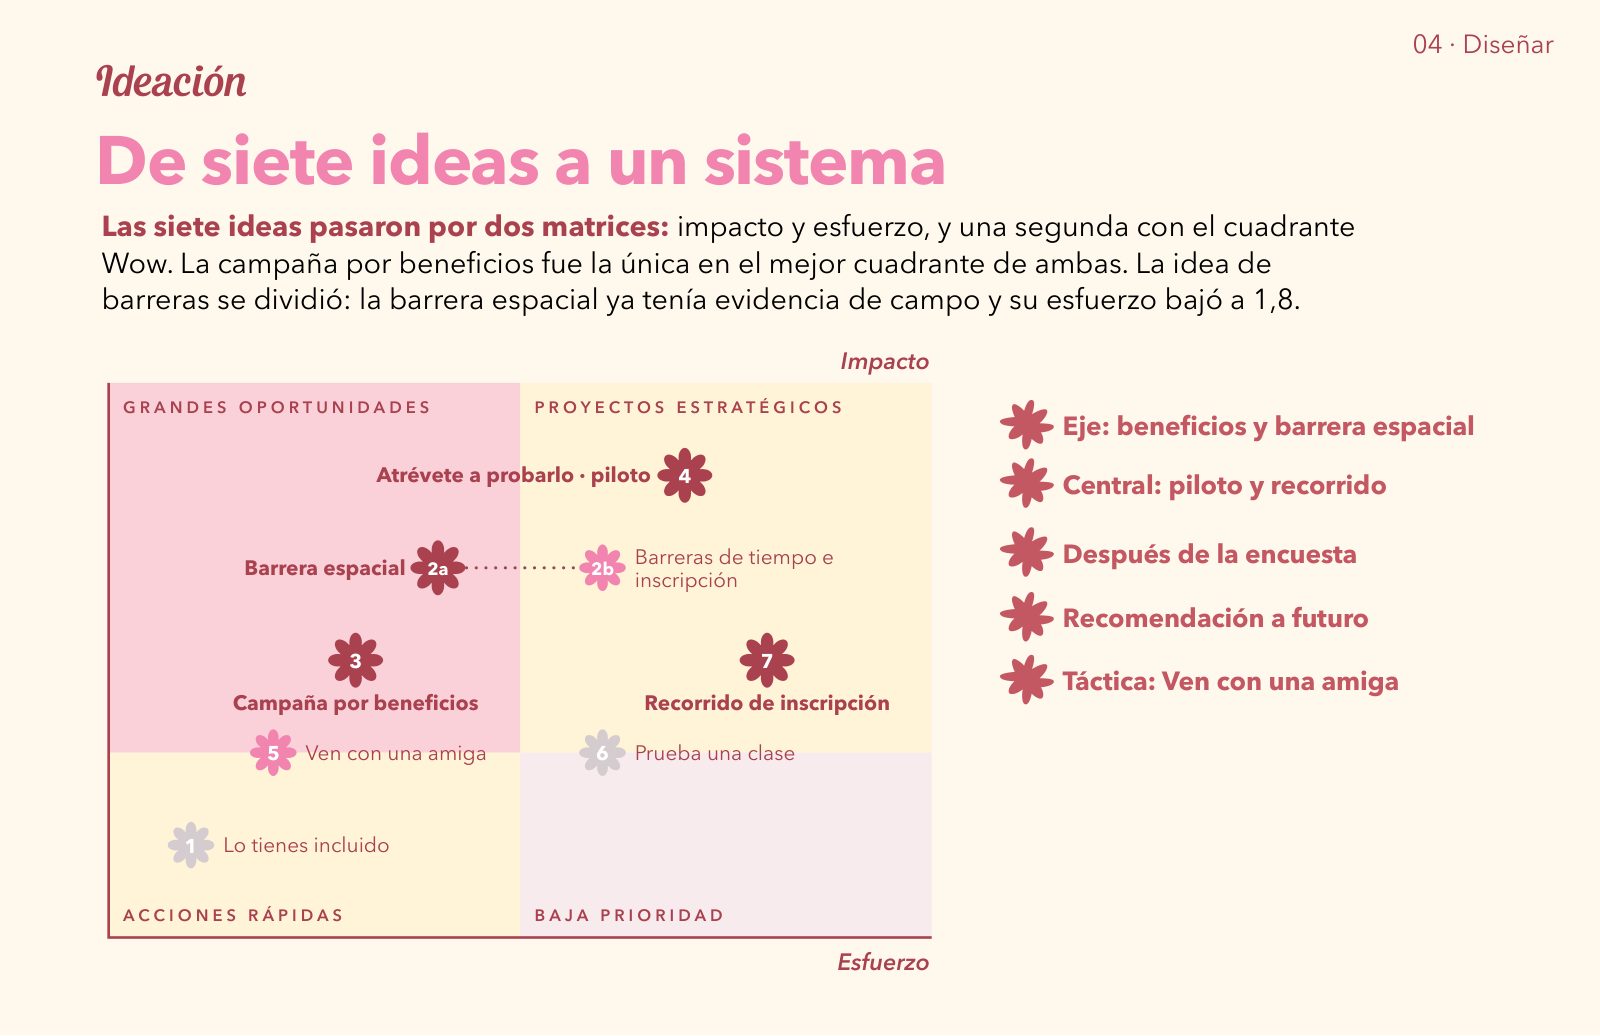 04 · Diseñar
Ideación
De siete ideas a un sistema
Las siete ideas pasaron por dos matrices: impacto y esfuerzo, y una segunda con el cuadrante
Wow. La campaña por beneficios fue la única en el mejor cuadrante de ambas. La idea de
barreras se dividió: la barrera espacial ya tenía evidencia de campo y su esfuerzo bajó a 1,8.
Impacto
GRANDES OPORTUNIDADES
PROYECTOS ESTRATÉGICOS
Atrévete a probarlo · piloto
4
Barrera espacial
2a
2b
Barreras de tiempo e
inscripción
3
Campaña por beneficios
7
Recorrido de inscripción
5
Ven con una amiga
6
Prueba una clase
1
Lo tienes incluido
ACCIONES RÁPIDAS
BAJA PRIORIDAD
Esfuerzo
Eje: beneficios y barrera espacial
Central: piloto y recorrido
Después de la encuesta
Recomendación a futuro
Táctica: Ven con una amiga